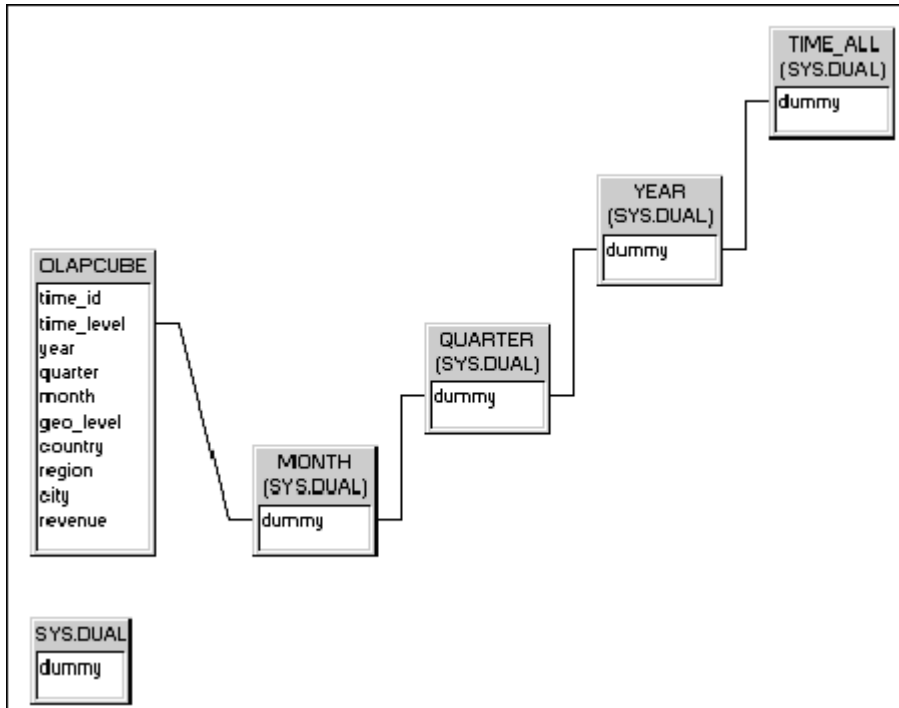 TIME_ALL
(SYS.DUAL)
dummy
YEAR
(SYS.DUAL)
dummy
OLAPCUBE
time_id
time_level
year
quarter
month
geo_level
country
region
city
revenue
QUARTER
(SYS.DUAL)
dummy
MONTH
(SYS.DUAL)
dummy
SYS.DUAL
dummy